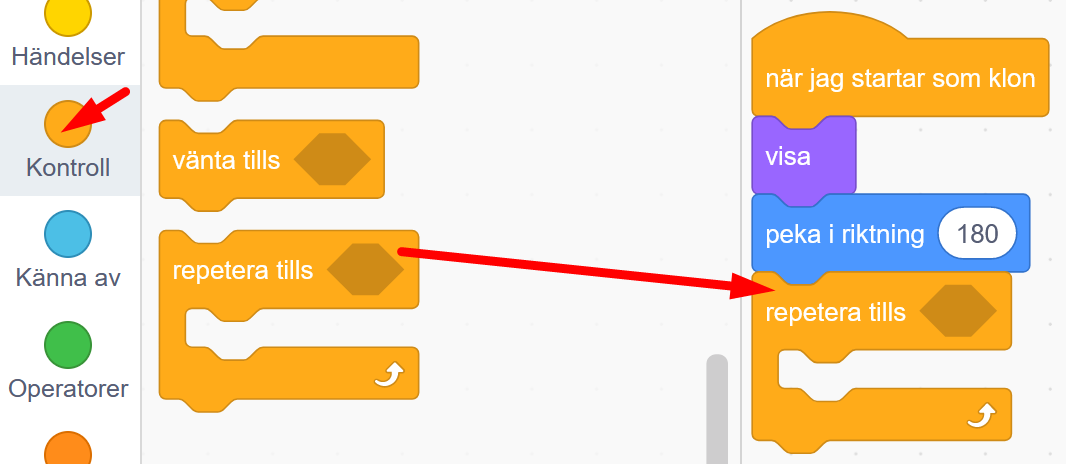 Händelser
Kontroll
Känna av
Operatorer
vänta tills
repetera tills
när jag startar som klon
visa
peka i riktning 180
repetera tills